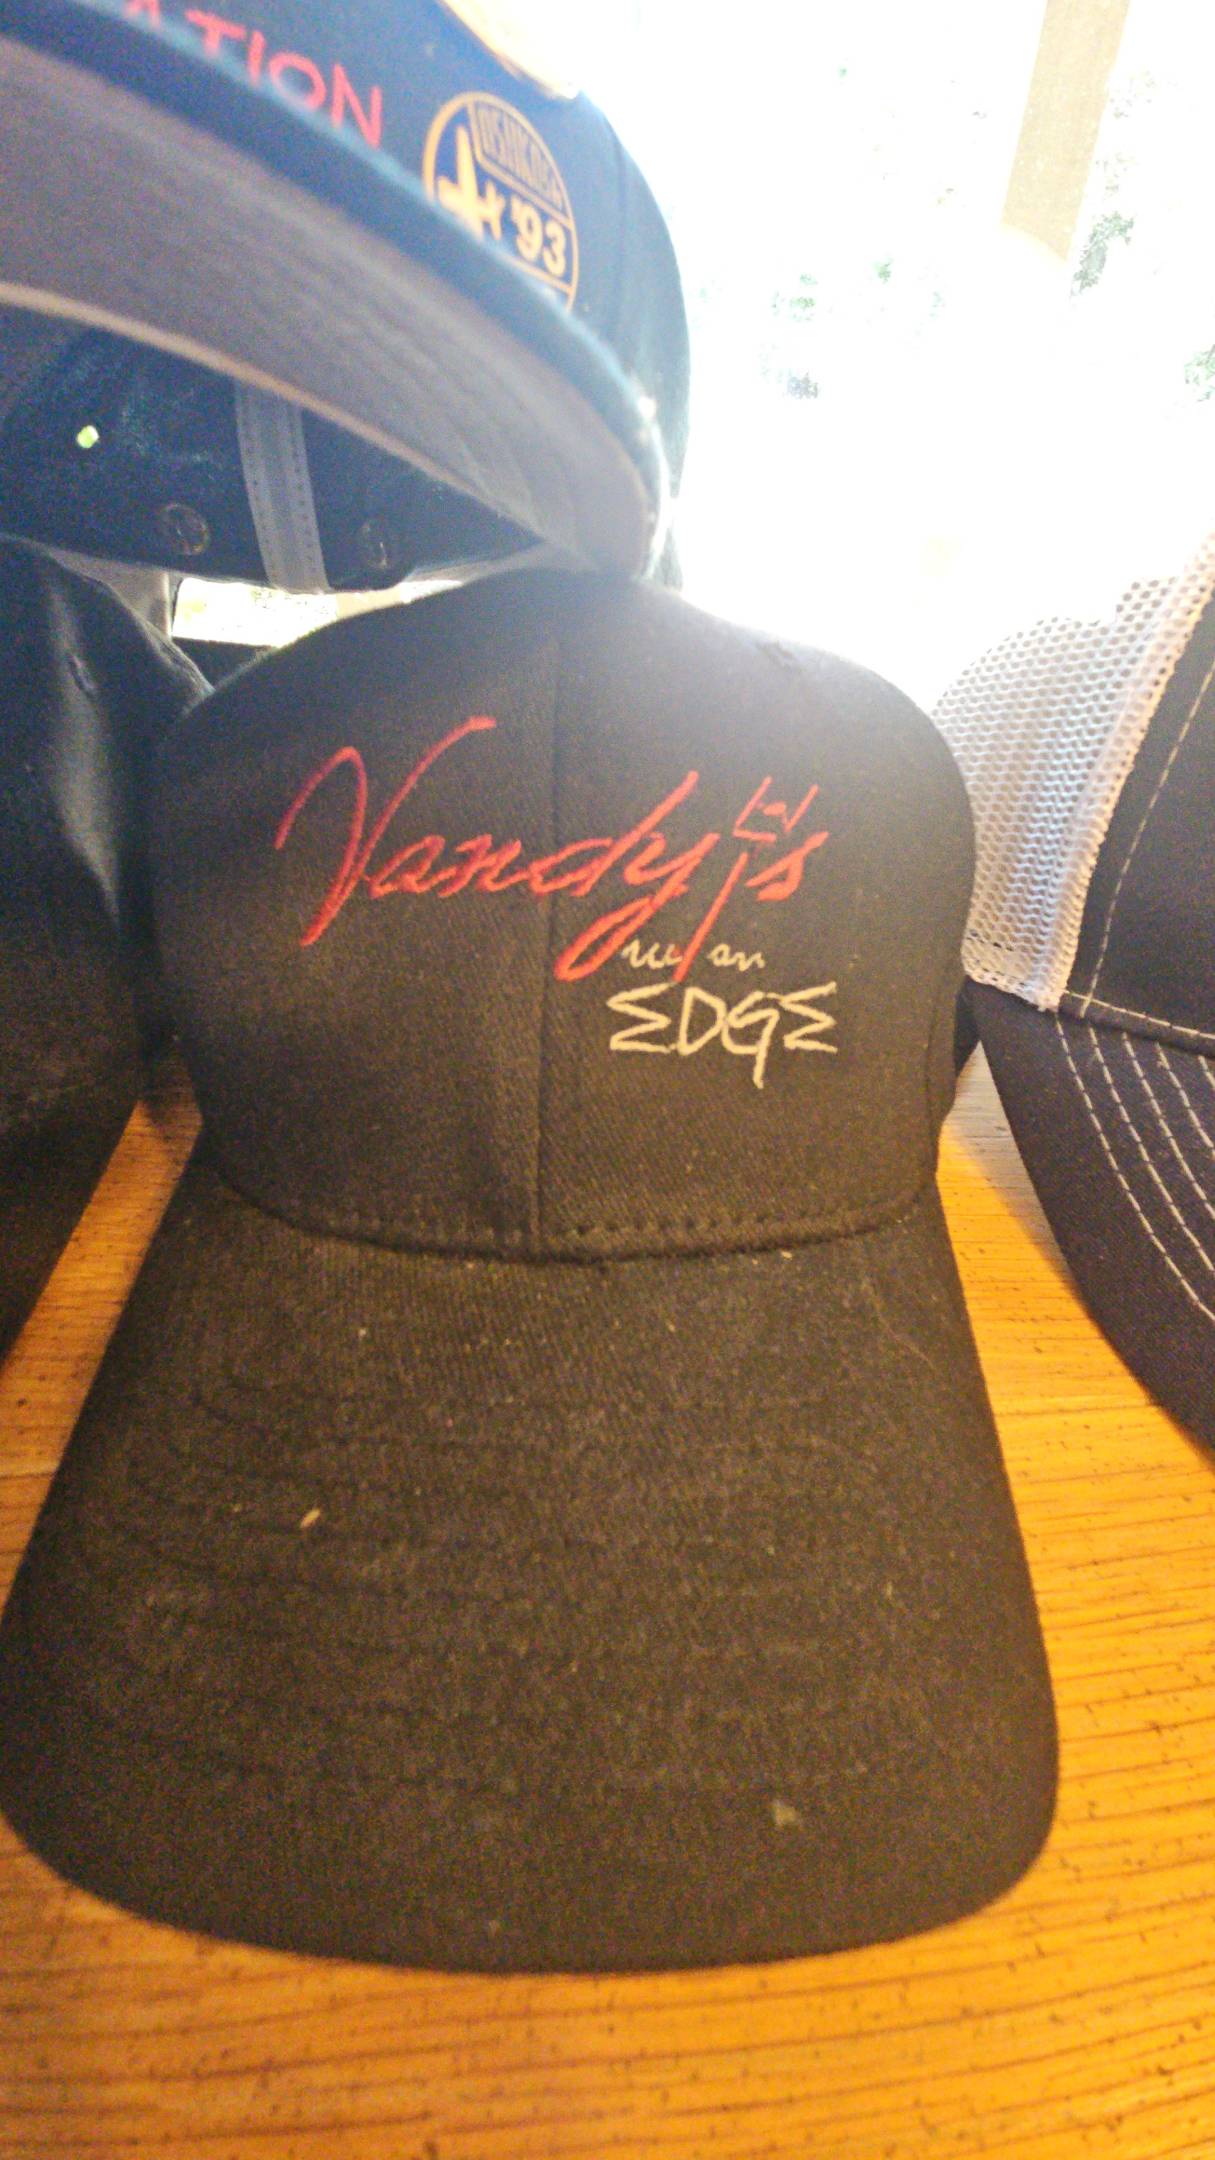 ATION
OSHKOSH
'93
Vandy's
EDGE